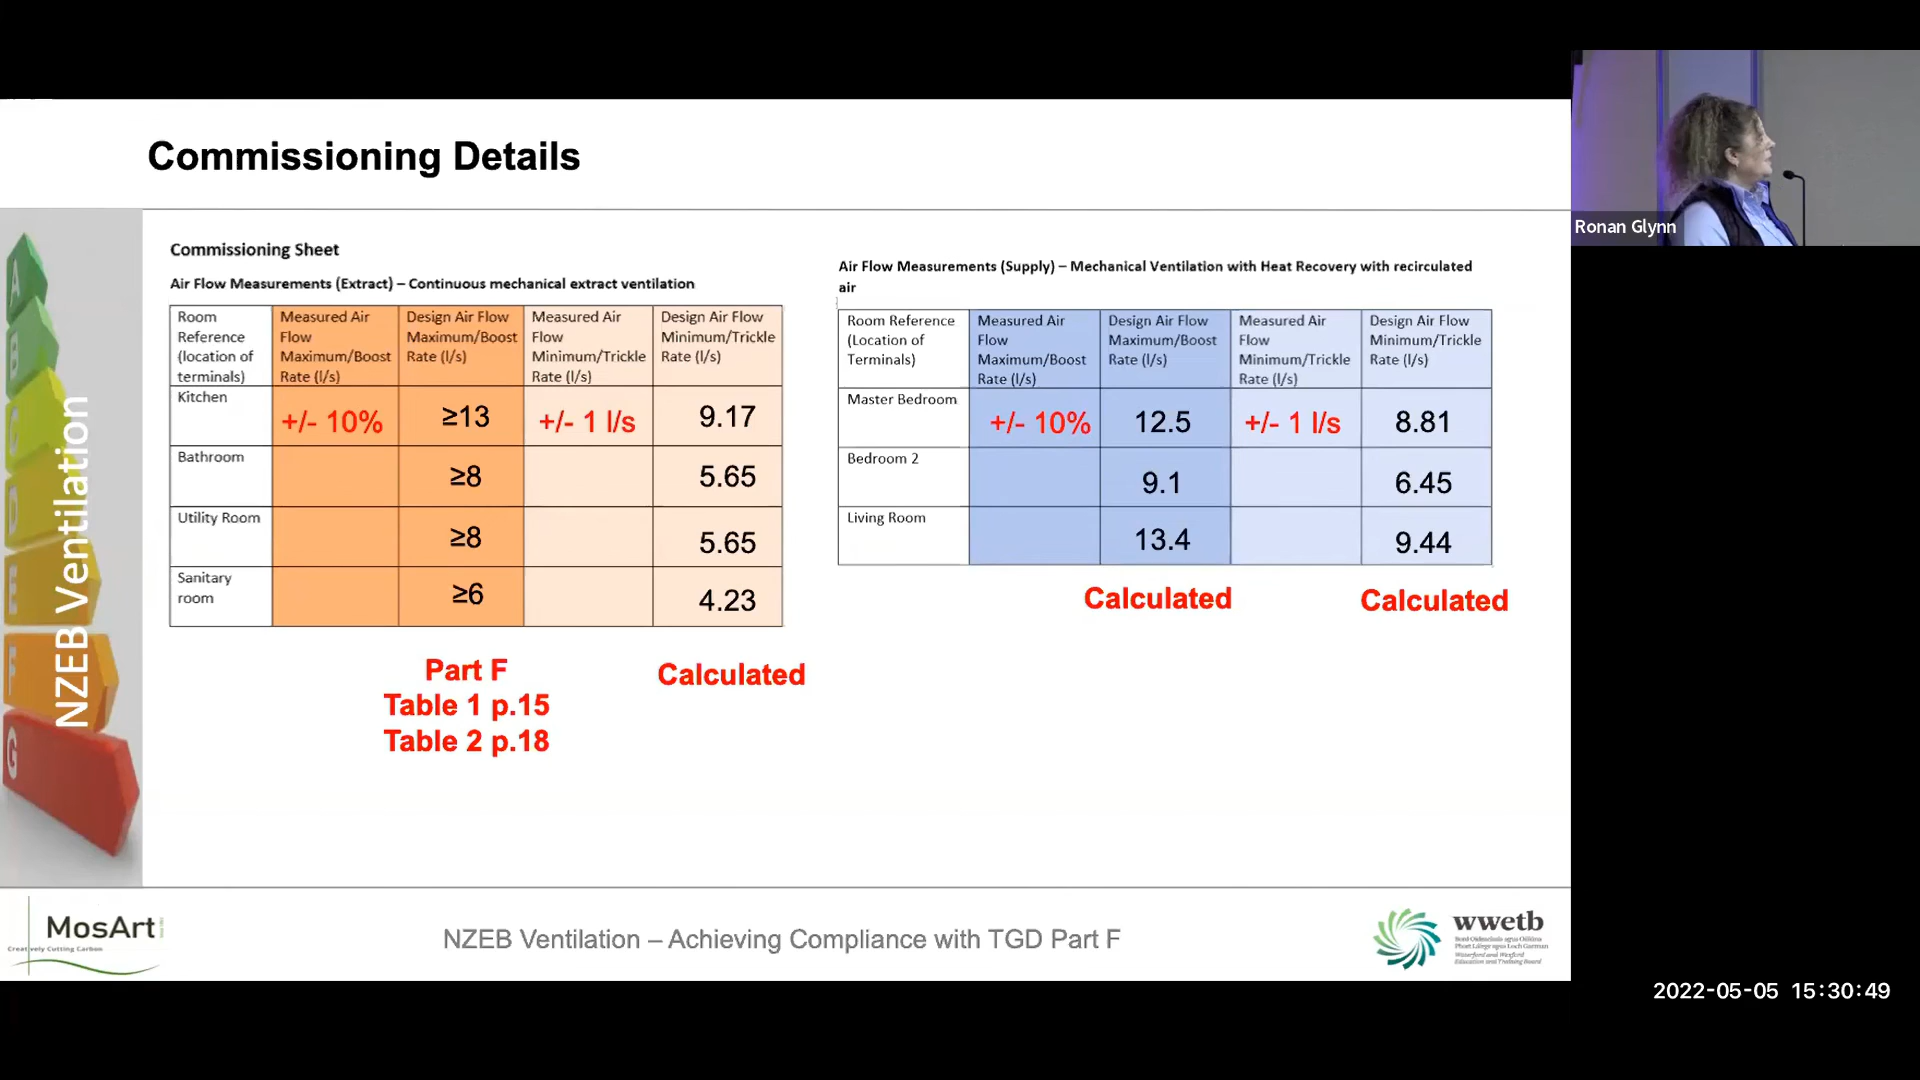 Commissioning Details
Ronan Glynn
A
B
C
D
E
F
G
NZEB Ventilation
Commissioning Sheet
Air Flow Measurements (Extract) – Continuous mechanical extract ventilation
Room
Reference
(location of
terminals)
Measured Air
Flow
Maximum/Boost
Rate (l/s)
Design Air Flow
Maximum/Boost
Rate (l/s)
Measured Air
Flow
Minimum/Trickle
Rate (l/s)
Design Air Flow
Minimum/Trickle
Rate (l/s)
Kitchen
+/- 10%
≥13
+/- 1 l/s
9.17
Bathroom
≥8
5.65
Utility Room
≥8
5.65
Sanitary
room
≥6
4.23
Part F
Table 1 p.15
Table 2 p.18
Calculated
Air Flow Measurements (Supply) – Mechanical Ventilation with Heat Recovery with recirculated
air
Room Reference
(Location of
Terminals)
Measured Air
Flow
Maximum/Boost
Rate (l/s)
Design Air Flow
Maximum/Boost
Rate (l/s)
Measured Air
Flow
Minimum/Trickle
Rate (l/s)
Design Air Flow
Minimum/Trickle
Rate (l/s)
Master Bedroom
+/- 10%
12.5
+/- 1 l/s
8.81
Bedroom 2
9.1
6.45
Living Room
13.4
9.44
Calculated
Calculated
MosArt
Creatively Cutting Carbon
NZEB Ventilation – Achieving Compliance with TGD Part F
wwetb
Bord Oideachais agus Oiliúna
Phort Láirge agus Loch Garman
Waterford and Wexford
Education and Training Board
2022-05-05 15:30:49